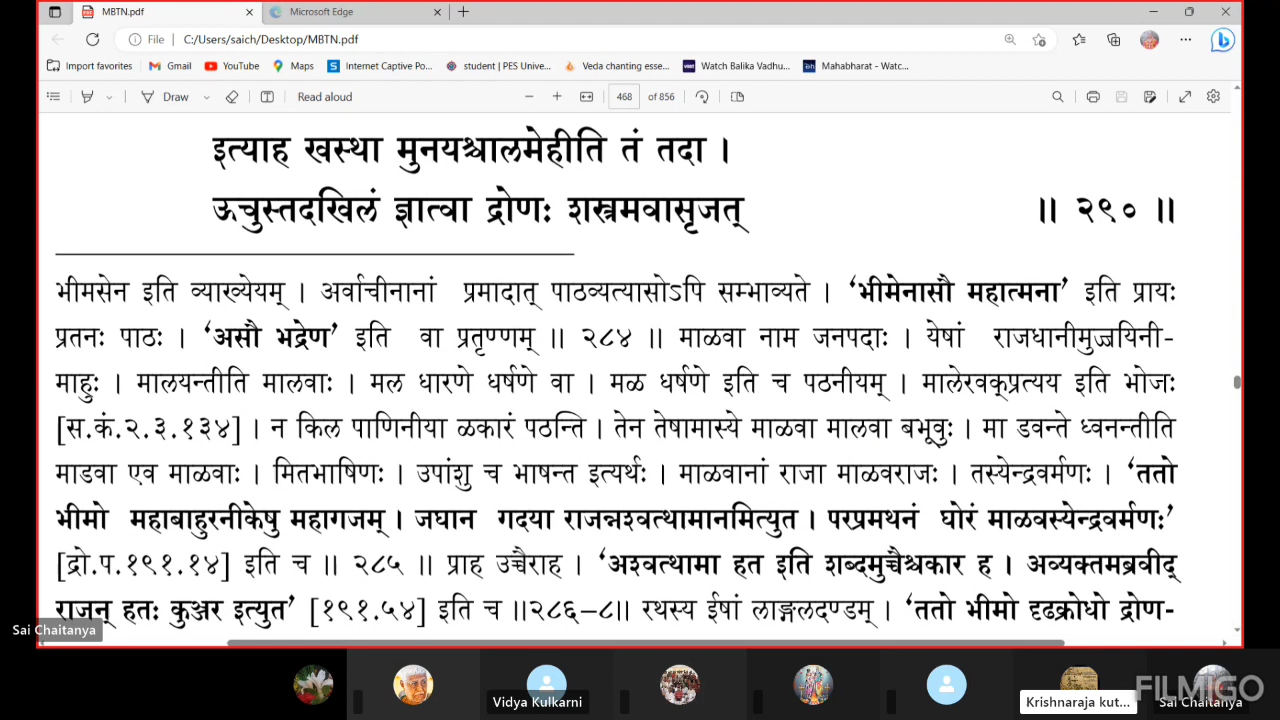 MBTN.pdf
Microsoft Edge
File C:/Users/saich/Desktop/MBTN.pdf
Import favorites Gmail YouTube Maps Internet Captive Po... student | PES Unive... Veda chanting esse... Watch Balika Vadhu... Mahabharat - Watc...
Draw Read aloud 468 of 856
इत्याह खस्था मुनयश्चालमेहीति तं तदा ।
ऊचुस्तदखिलं ज्ञात्वा द्रोणः शस्त्रमवासृजत् ॥ २९० ॥
भीमसेन इति व्याख्येयम् । अर्वाचीनानां प्रमादात् पाठव्यत्यासोऽपि सम्भाव्यते । ‘भीमेनासौ महात्मना’ इति प्रायः
प्रतनः पाठः । ‘असौ भद्रेण’ इति वा प्रतृण्णम् ॥ २८४ ॥ माळवा नाम जनपदाः । येषां राजधानीमुज्जयिनी-
माहुः । मालयन्तीति मालवाः । मल धारणे धर्षणे वा । मळ धर्षणे इति च पठनीयम् । मालेरवक्प्रत्यय इति भोजः
[स.कं.२.३.१३४] । न किल पाणिनीया ळकारं पठन्ति । तेन तेषामास्ये माळवा मालवा बभूवुः । मा डवन्ते ध्वनन्तीति
माडवा एव माळवाः । मितभाषिणः । उपांशु च भाषन्त इत्यर्थः । माळवानां राजा माळवराजः । तस्येन्द्रवर्मणः । ‘ततो
भीमो महाबाहुरनीकेषु महागजम् । जघान गदया राजन्नश्वत्थामानमित्युत । परप्रमथनं घोरं माळवस्येन्द्रवर्मणः’
[द्रो.प.१९१.१४] इति च ॥ २८५ ॥ प्राह उच्चैराह । ‘अश्वत्थामा हत इति शब्दमुच्चैश्चकार ह । अव्यक्तमब्रवीद्
राजन् हतः कुञ्जर इत्युत’ [१९१.५४] इति च ॥२८६–८॥ रथस्य ईषां लाङ्गलदण्डम् । ‘ततो भीमो दृढक्रोधो द्रोण-
Sai Chaitanya
Vidya Kulkarni
Krishnaraja kut...
Sai Chaitanya
FILMIGO